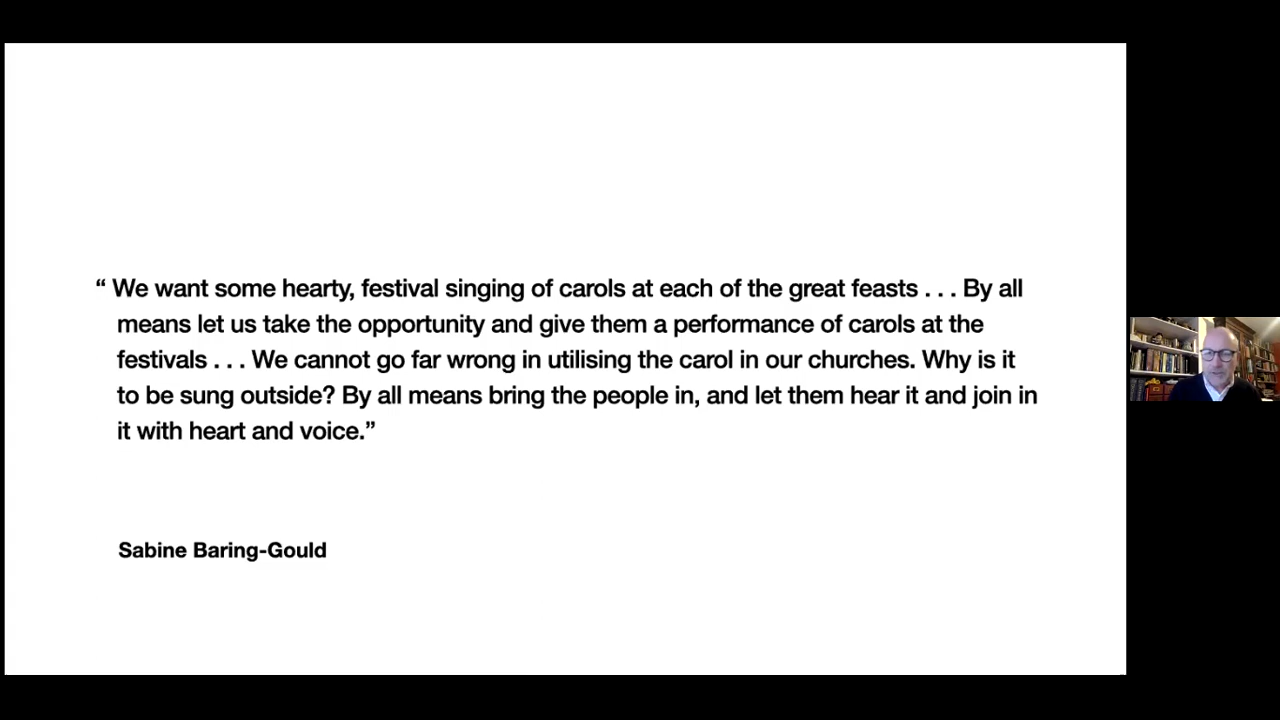 “ We want some hearty, festival singing of carols at each of the great feasts . . . By all
means let us take the opportunity and give them a performance of carols at the
festivals . . . We cannot go far wrong in utilising the carol in our churches. Why is it
to be sung outside? By all means bring the people in, and let them hear it and join in
it with heart and voice.”
Sabine Baring-Gould